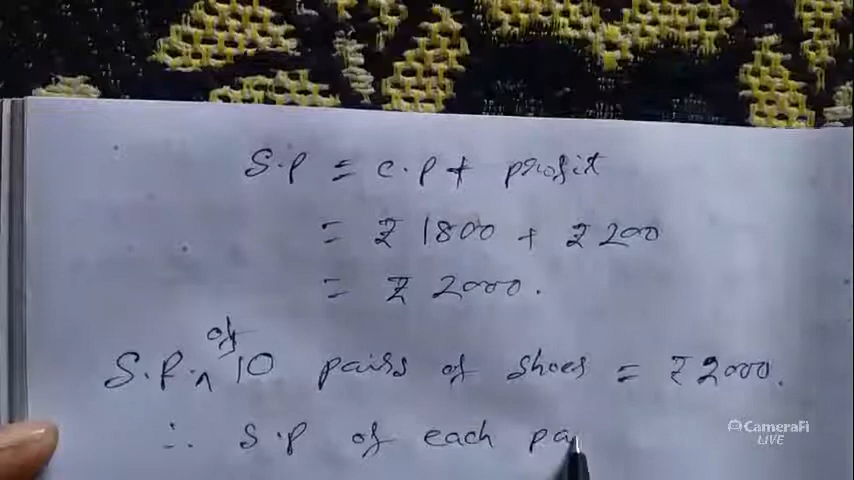 S.P = C.P + profit
= ₹ 1800 + ₹ 200
= ₹ 2000.
S.P. of 10 pairs of shoes = ₹ 2000.
∴ S.P of each pa
CameraFi
LIVE